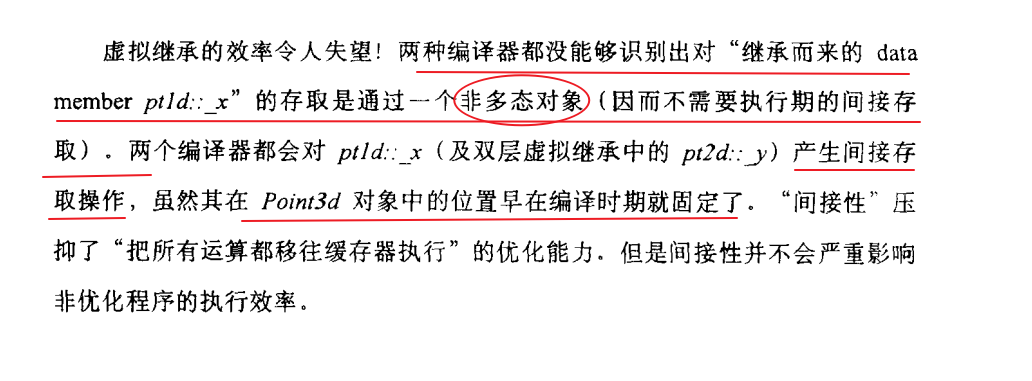 虚拟继承的效率令人失望！两种编译器都没能够识别出对“继承而来的 data
member pt1d::_x”的存取是通过一个非多态对象（因而不需要执行期的间接存
取）。两个编译器都会对 pt1d::_x（及双层虚拟继承中的 pt2d::_y）产生间接存
取操作，虽然其在 Point3d 对象中的位置早在编译时期就固定了。“间接性”压
抑了“把所有运算都移往缓存器执行”的优化能力．但是间接性并不会严重影响
非优化程序的执行效率。